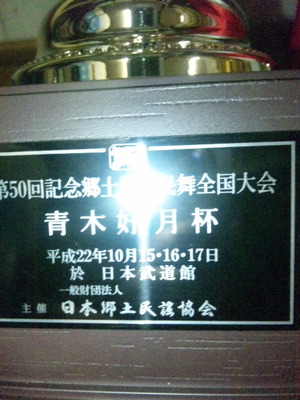 第50回記念郷土 民舞全国大会
青木好月杯
平成22年10月15・16・17日
於 日本武道館
一般財団法人
主催 日本郷土民謡協会